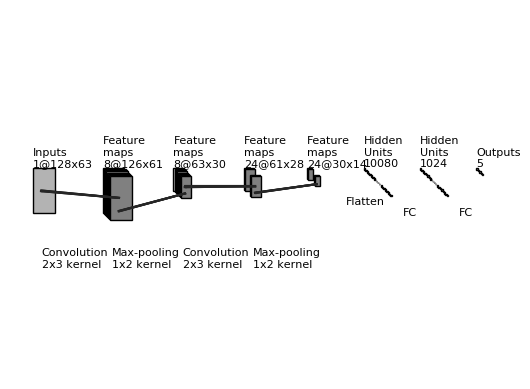 Inputs
1@128x63
Feature
maps
8@126x61
Feature
maps
8@63x30
Feature
maps
24@61x28
Feature
maps
24@30x14
Hidden
Units
10080
Hidden
Units
1024
Outputs
5
Flatten
FC
FC
Convolution
2x3 kernel
Max-pooling
1x2 kernel
Convolution
2x3 kernel
Max-pooling
1x2 kernel